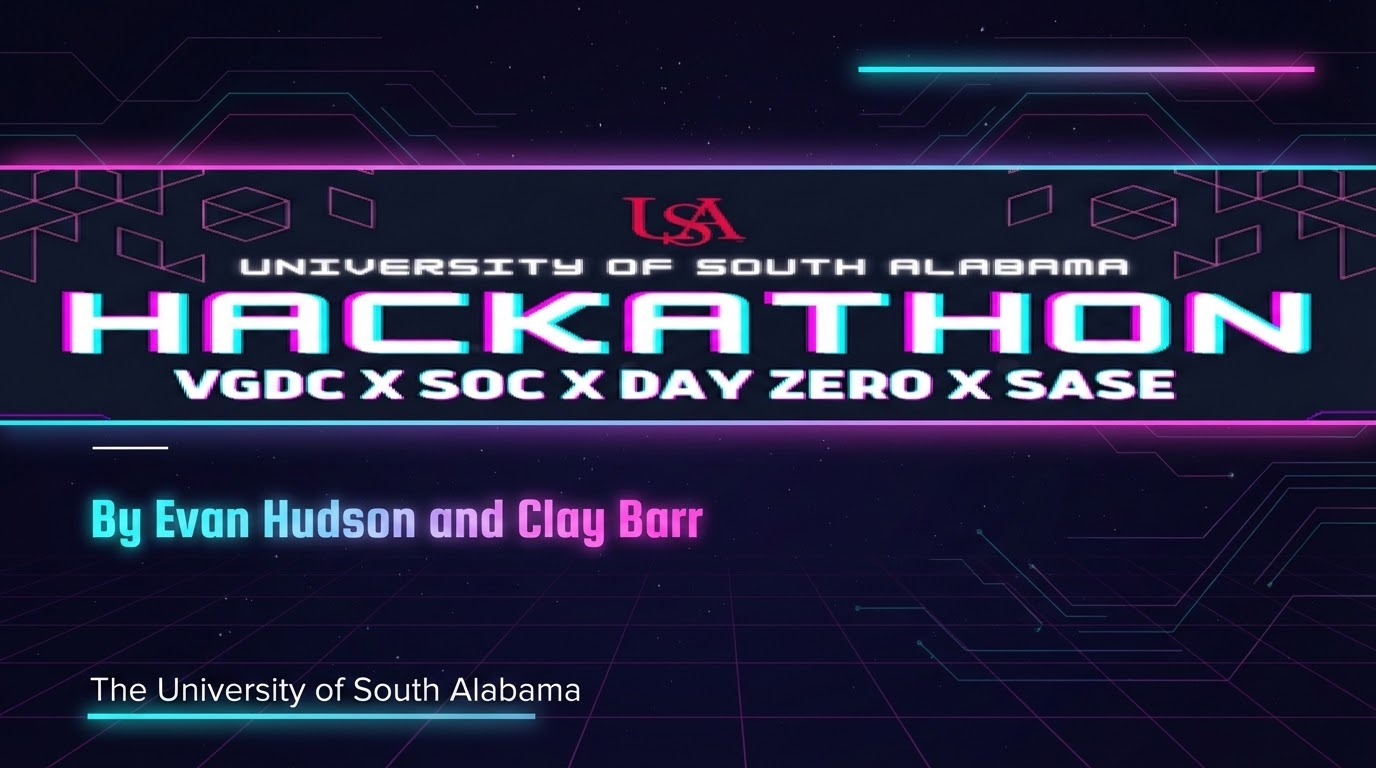 USA
UNIVERSITY OF SOUTH ALABAMA
HACKATHON
VGDC X SOC X DAY ZERO X SASE
By Evan Hudson and Clay Barr
The University of South Alabama